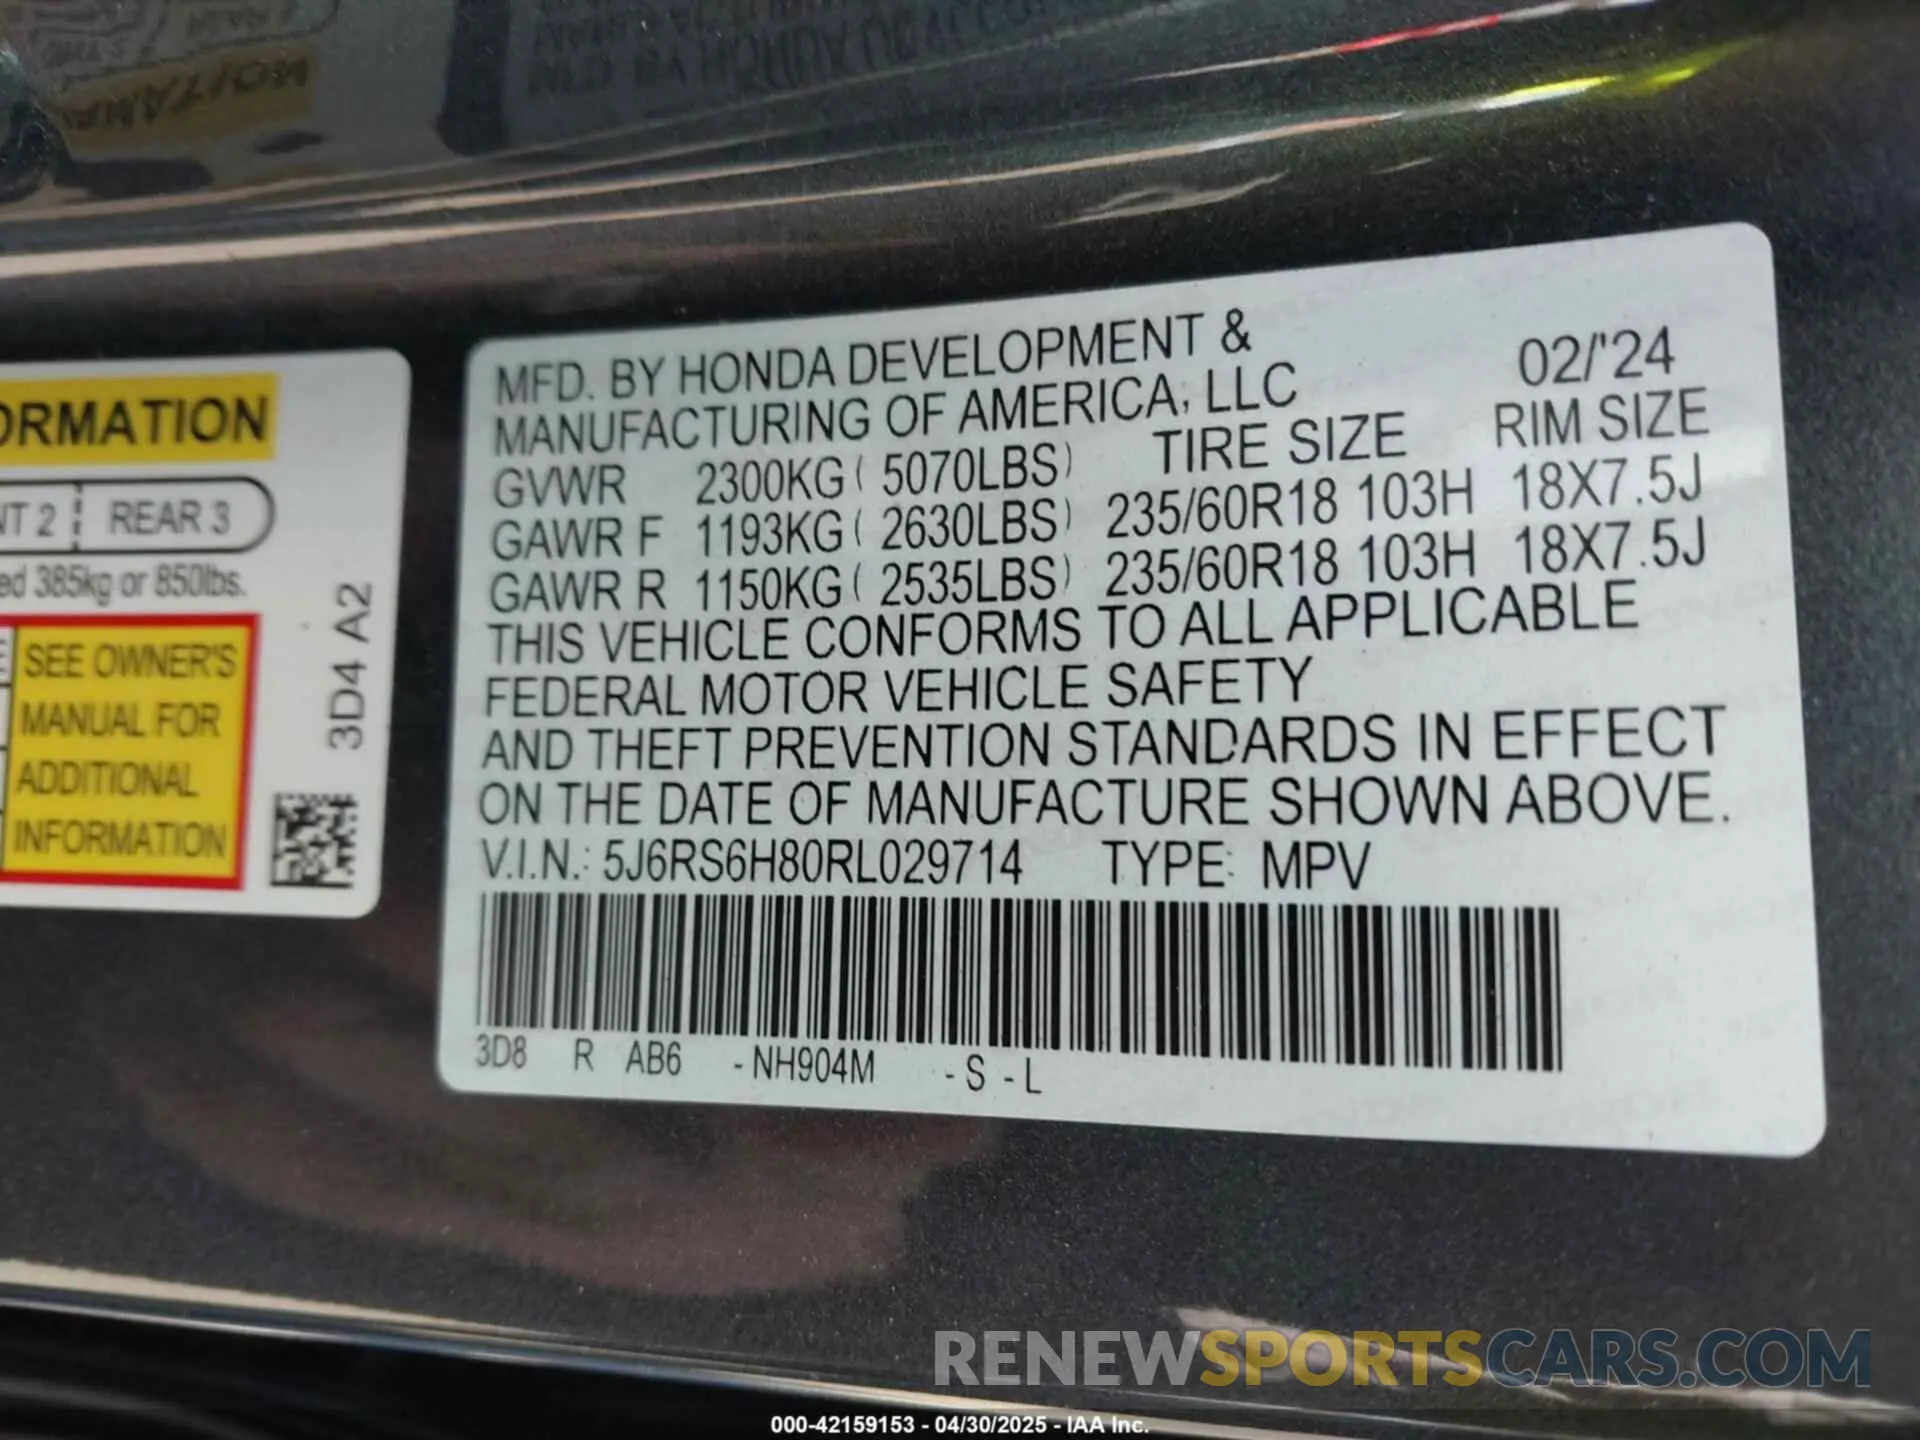 ORMATION
NT 2 REAR 3
ed 385kg or 850lbs.
SEE OWNER'S
MANUAL FOR
ADDITIONAL
INFORMATION
3D4 A2
MFD. BY HONDA DEVELOPMENT & 02/'24
MANUFACTURING OF AMERICA, LLC
TIRE SIZE RIM SIZE
GVWR 2300KG ( 5070LBS)
GAWR F 1193KG ( 2630LBS) 235/60R18 103H 18X7.5J
GAWR R 1150KG ( 2535LBS) 235/60R18 103H 18X7.5J
THIS VEHICLE CONFORMS TO ALL APPLICABLE
FEDERAL MOTOR VEHICLE SAFETY
AND THEFT PREVENTION STANDARDS IN EFFECT
ON THE DATE OF MANUFACTURE SHOWN ABOVE.
V.I.N.: 5J6RS6H80RL029714 TYPE: MPV
3D8 R AB6 -NH904M -S -L
RENEWSPORTSCARS.COM
000-42159153 - 04/30/2025 - IAA Inc.